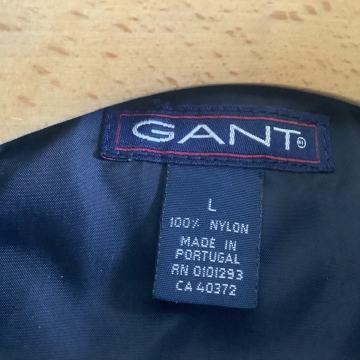 GANT
L
100% NYLON
MADE IN
PORTUGAL
RN 0101293
CA 40372